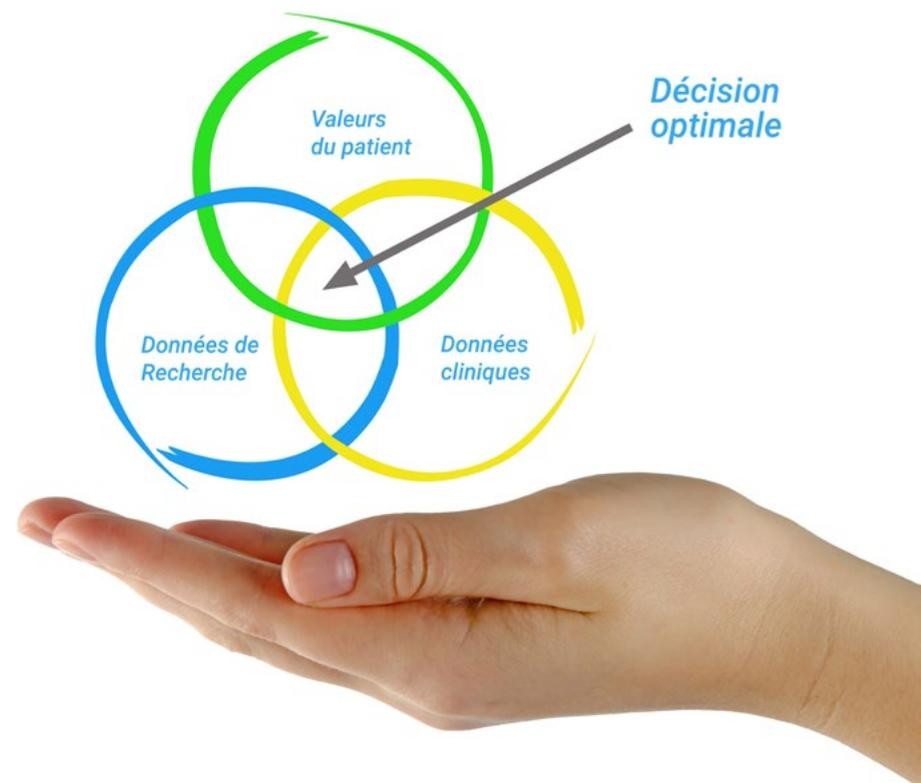 Valeurs
du patient
Décision
optimale
Données de
Recherche
Données
cliniques